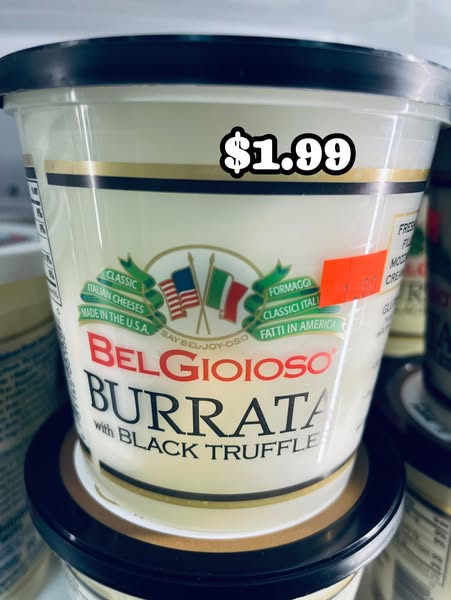 $1.99
CLASSIC
ITALIAN CHEESES
MADE IN THE U.S.A.
FORMAGGI
CLASSICI ITAL
FATTI IN AMERICA
SAY BEL-JOY-OSO
BELGIOIOSO
BURRATA
with BLACK TRUFFLE
FRES